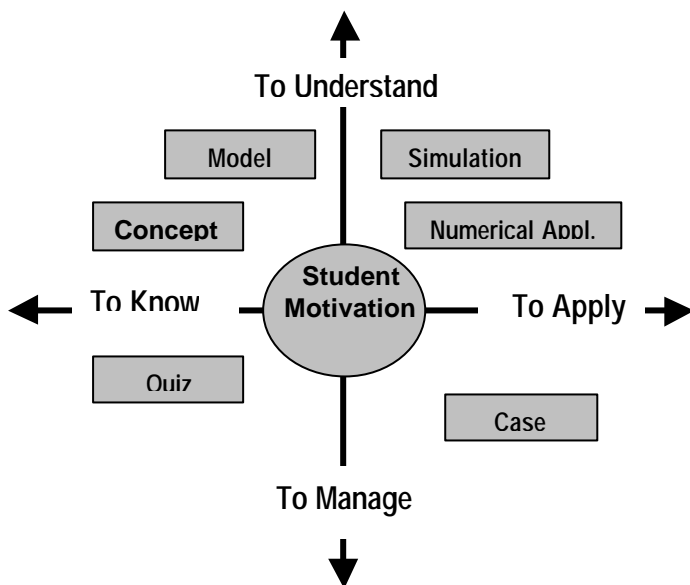 To Understand
Model
Simulation
Concept
Numerical Appl.
Student
Motivation
To Know
To Apply
Quiz
Case
To Manage